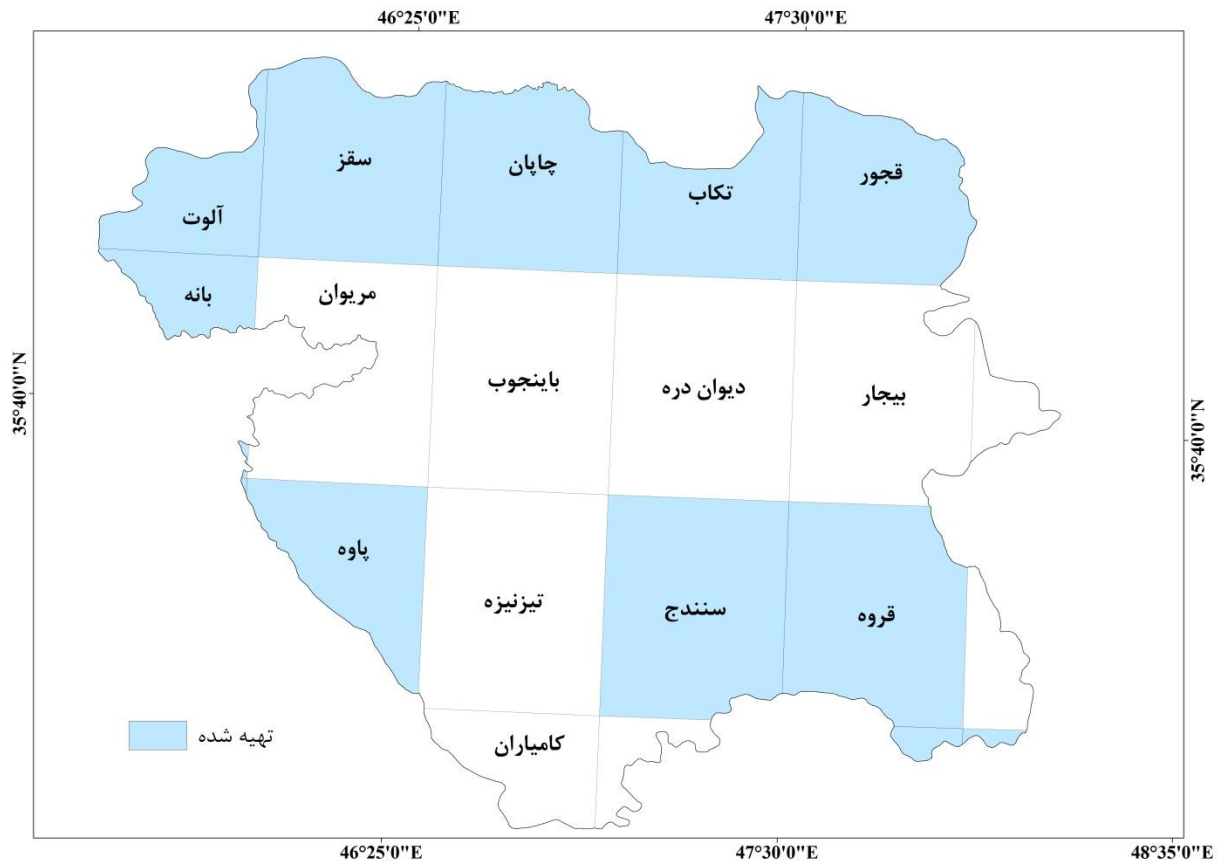 46°25'0"E
47°30'0"E
سقز
چاپان
تکاب
قجور
آلوت
بانه
مریوان
باینجوب
دیوان دره
بیجار
35°40'0"N
35°40'0"N
پاوه
تیزنیزه
سنندج
قروه
کامیاران
تهیه شده
46°25'0"E
47°30'0"E
48°35'0"E